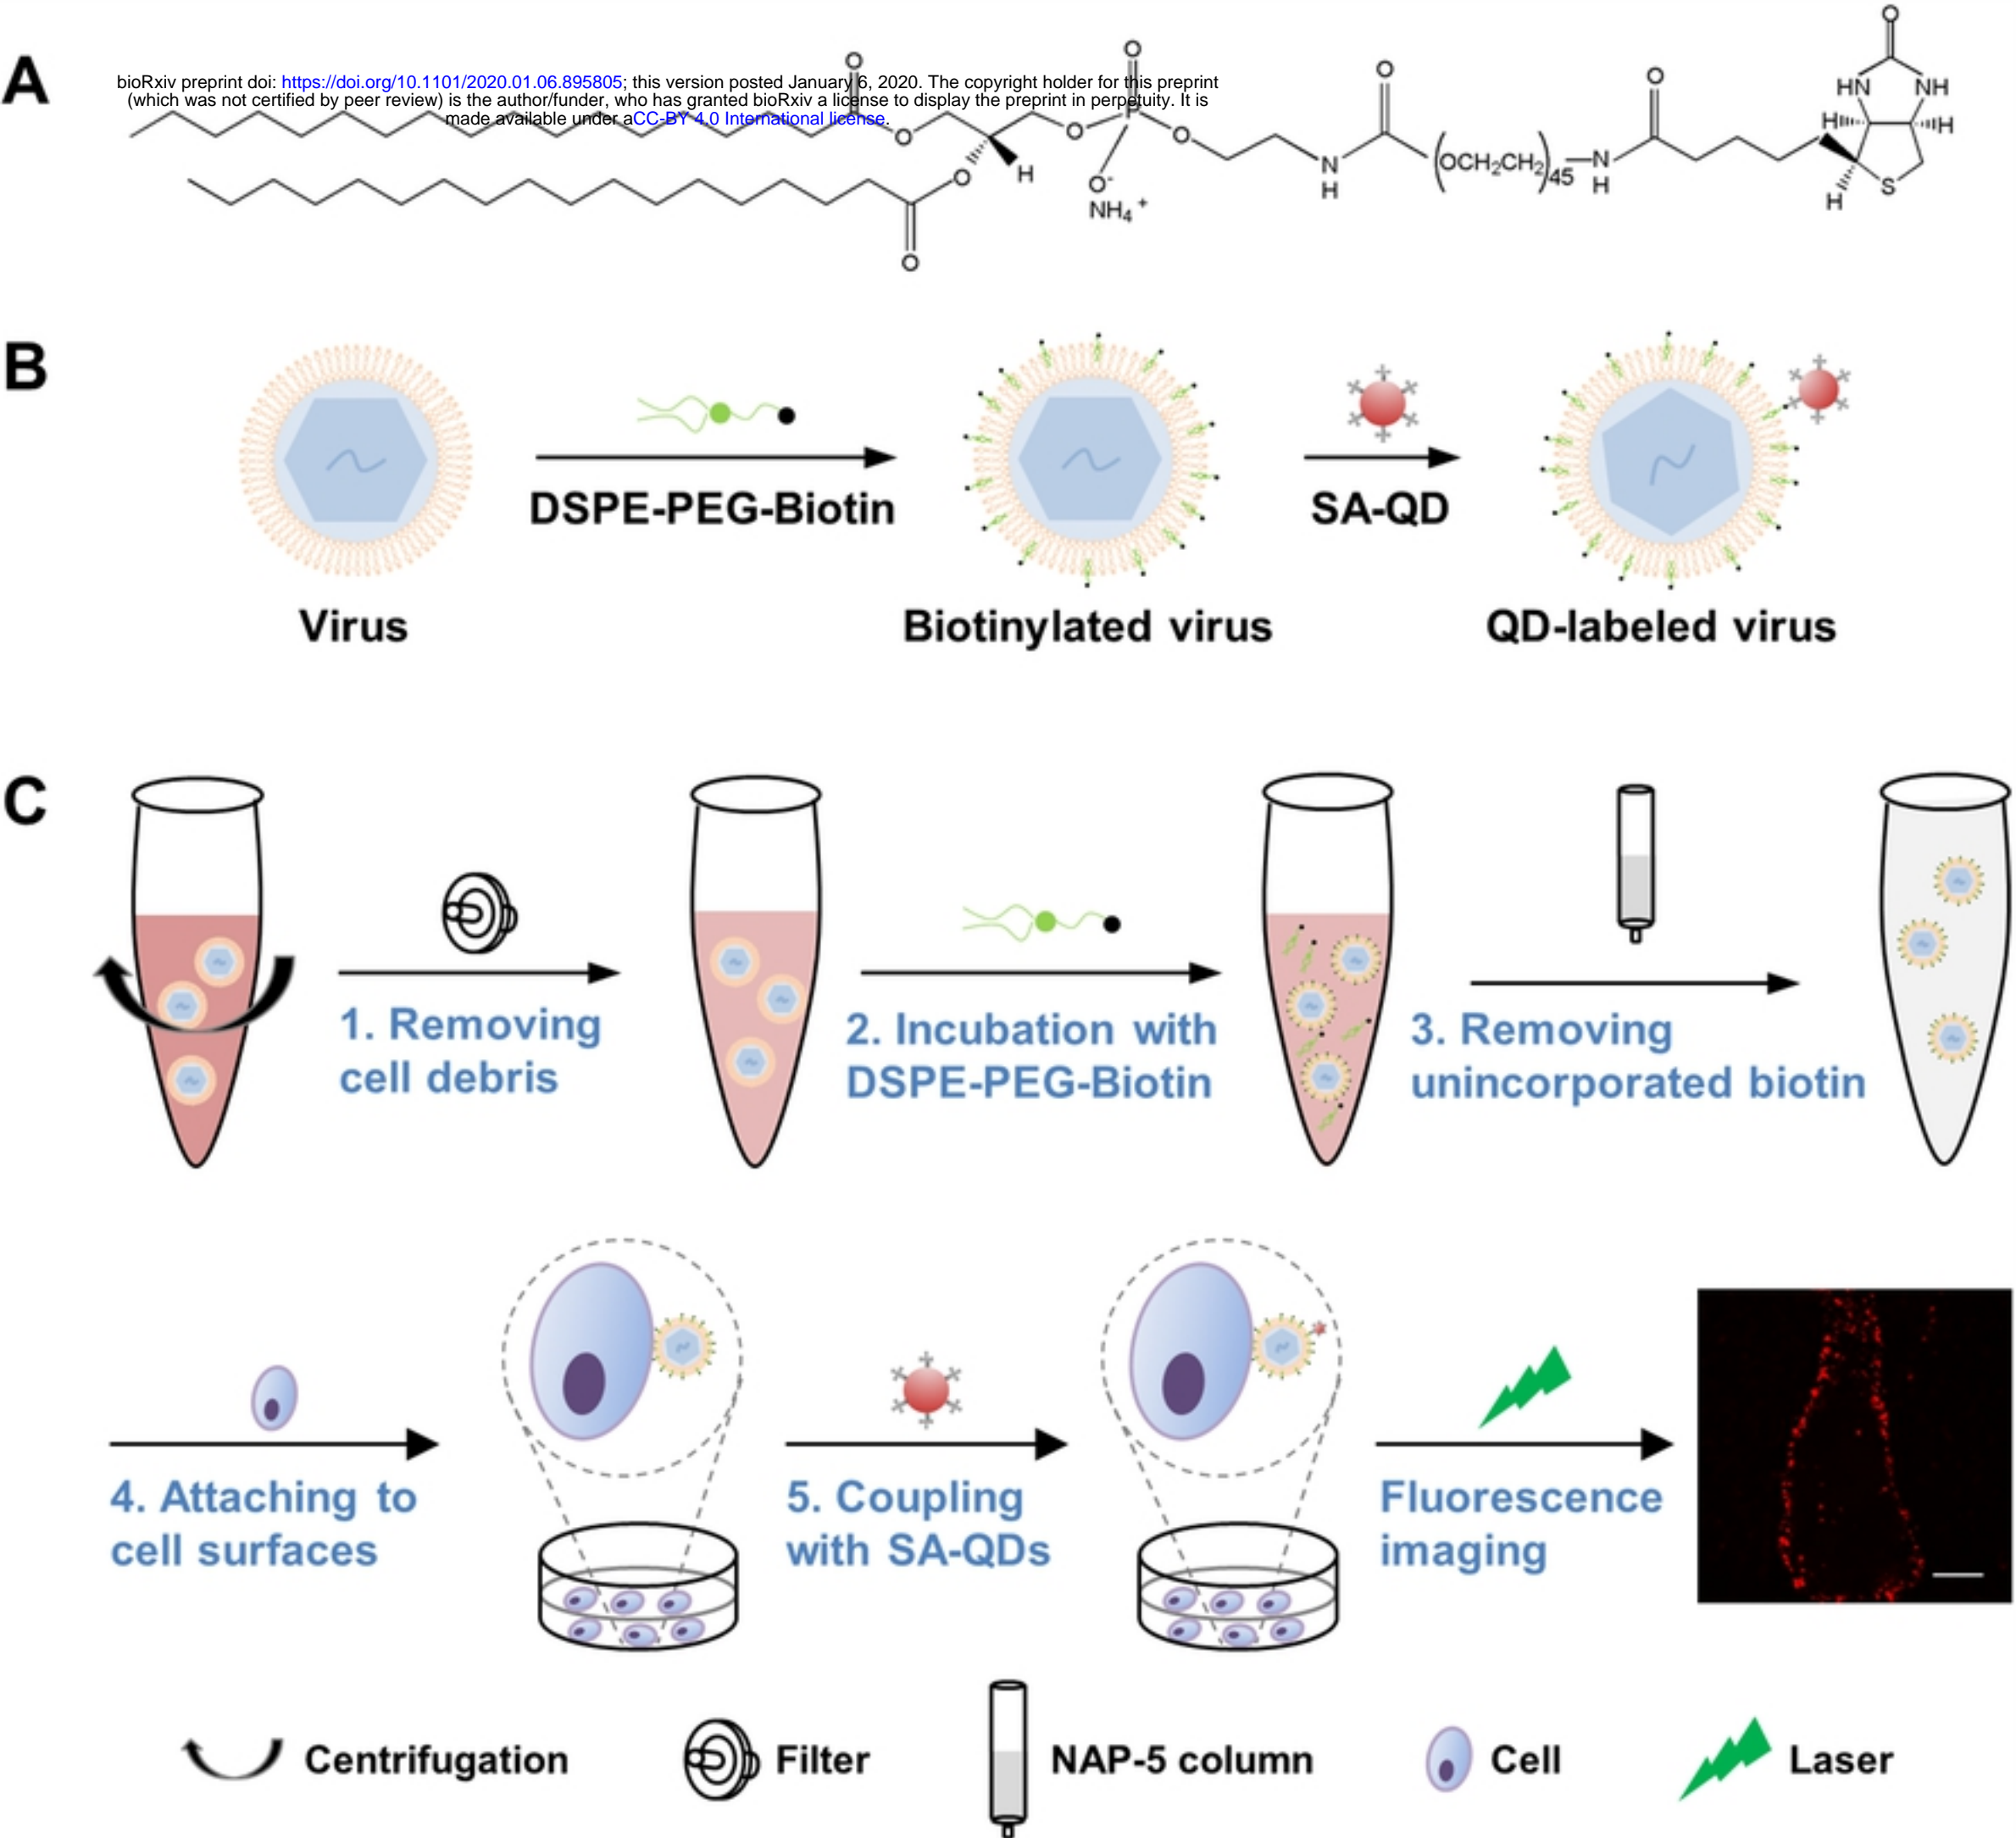 A
bioRxiv preprint doi: https://doi.org/10.1101/2020.01.06.895805; this version posted January 6, 2020. The copyright holder for this preprint
(which was not certified by peer review) is the author/funder, who has granted bioRxiv a license to display the preprint in perpetuity. It is
made available under aCC-BY 4.0 International license.
O
O
O
O
O
HN
NH
P
H
H
O
O
O
(OCH2CH2)45
N
H
N
H
O
H
O-
NH4+
S
H
O
B
DSPE-PEG-Biotin
SA-QD
Virus
Biotinylated virus
QD-labeled virus
C
1. Removing
cell debris
2. Incubation with
DSPE-PEG-Biotin
3. Removing
unincorporated biotin
4. Attaching to
cell surfaces
5. Coupling
with SA-QDs
Fluorescence
imaging
Centrifugation
Filter
NAP-5 column
Cell
Laser